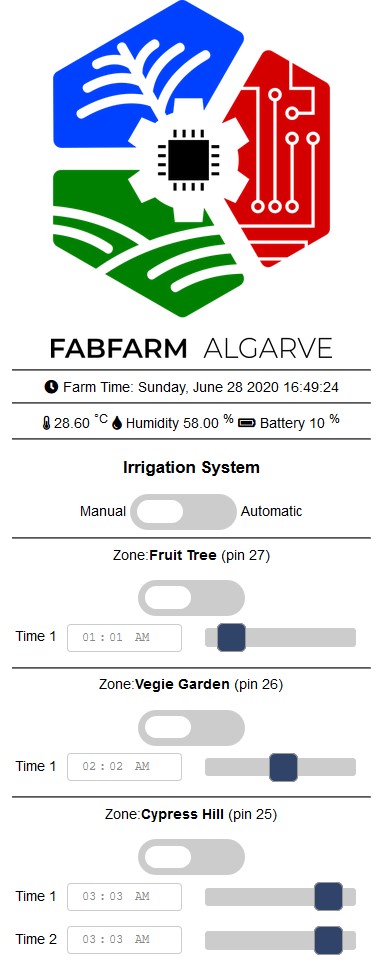 FABFARM ALGARVE
Farm Time: Sunday, June 28 2020 16:49:24
28.60 °C Humidity 58.00 % Battery 10 %
Irrigation System
Manual Automatic
Zone:Fruit Tree (pin 27)
Time 1 01:01 AM
Zone:Vegie Garden (pin 26)
Time 1 02:02 AM
Zone:Cypress Hill (pin 25)
Time 1 03:03 AM
Time 2 03:03 AM